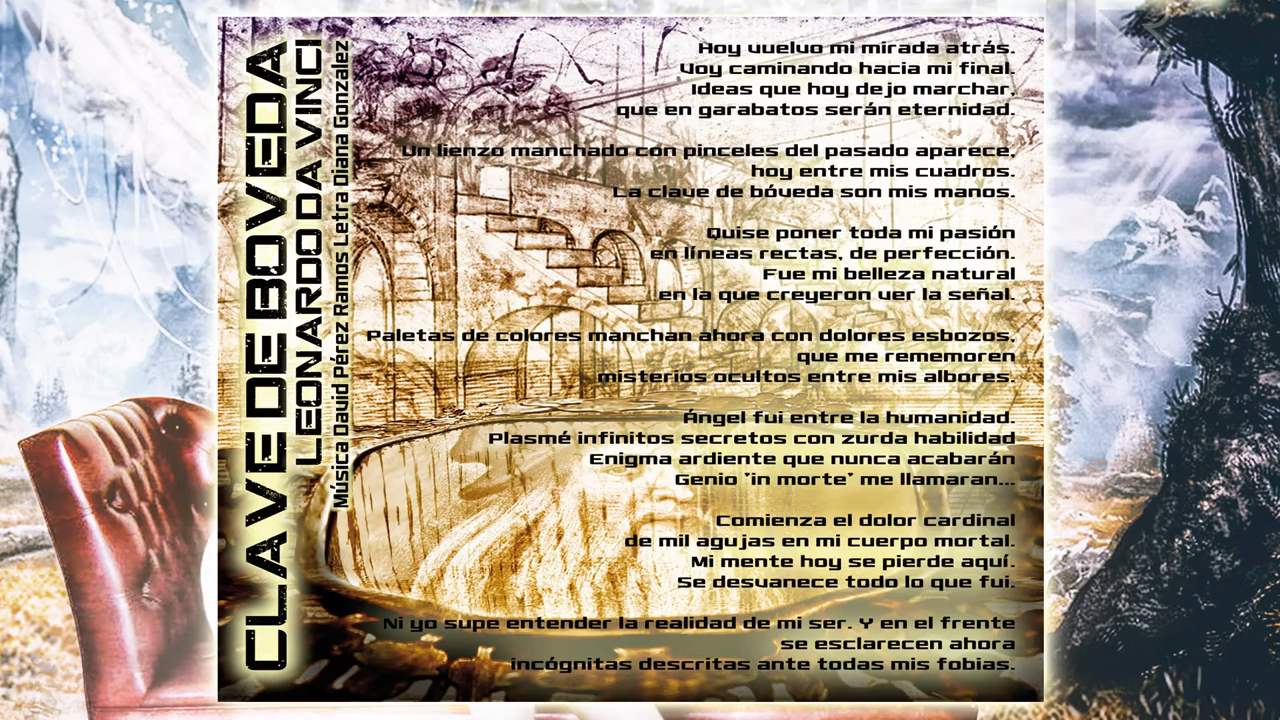 CLAVE DE BOVEDA
LEONARDO DA VINCI
Música David Pérez Ramos Letra Diana Gonzalez
Hoy vuelvo mi mirada atrás.
Voy caminando hacia mi final.
Ideas que hoy dejo marchar,
que en garabatos serán eternidad.
Un lienzo manchado con pinceles del pasado aparece,
hoy entre mis cuadros.
La clave de bóveda son mis manos.
Quise poner toda mi pasión
en líneas rectas, de perfección.
Fue mi belleza natural
en la que creyeron ver la señal.
Paletas de colores manchan ahora con dolores esbozos,
que me rememoren
misterios ocultos entre mis albores.
Ángel fui entre la humanidad.
Plasmé infinitos secretos con zurda habilidad
Enigma ardiente que nunca acabarán
Genio 'in morte' me llamaran...
Comienza el dolor cardinal
de mil agujas en mi cuerpo mortal.
Mi mente hoy se pierde aquí.
Se desvanece todo lo que fui.
Ni yo supe entender la realidad de mi ser. Y en el frente
se esclarecen ahora
incógnitas descritas ante todas mis fobias.